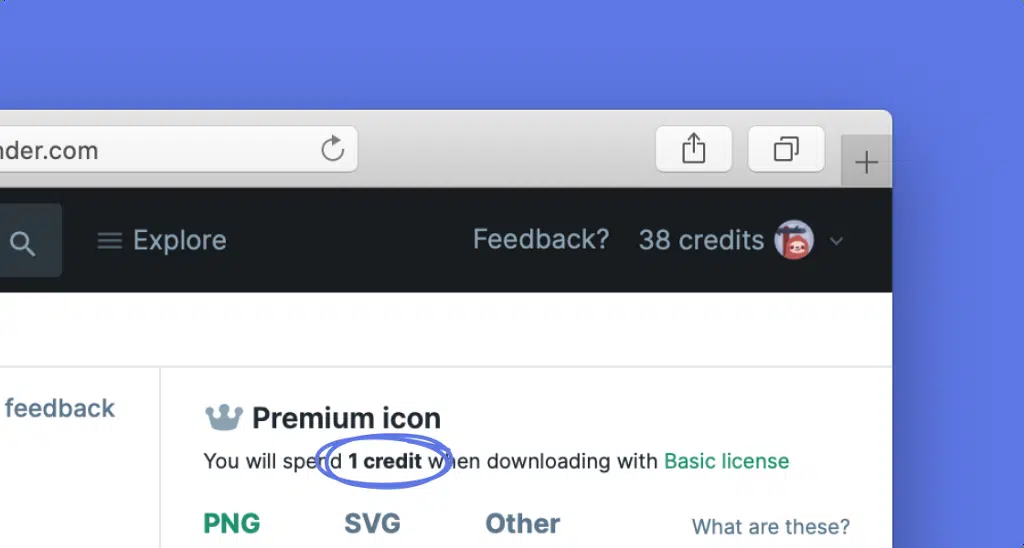 nder.com
Explore
Feedback?
38 credits
feedback
Premium icon
You will spend 1 credit when downloading with Basic license
PNG
SVG
Other
What are these?